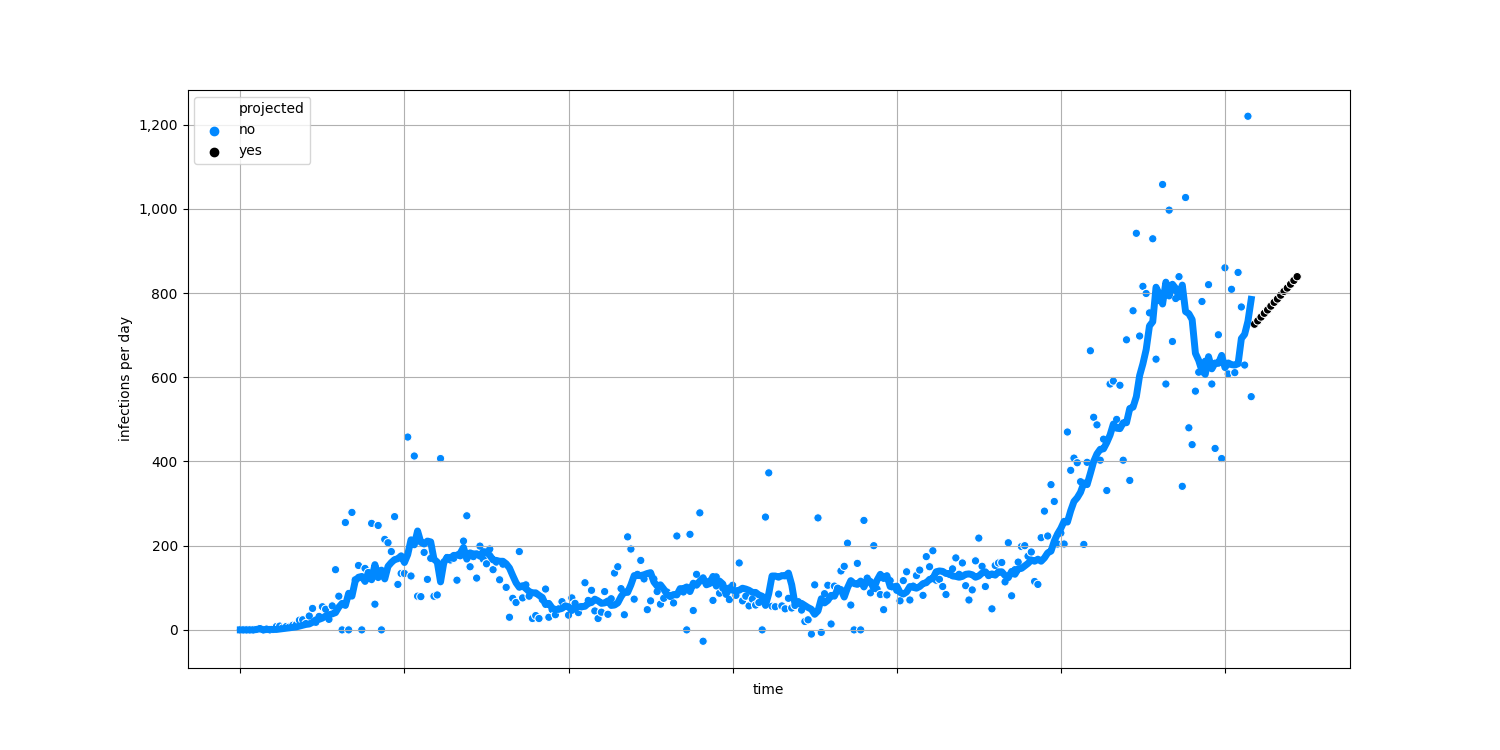 projected
no
yes
1,200
1,000
800
600
400
200
0
infections per day
time